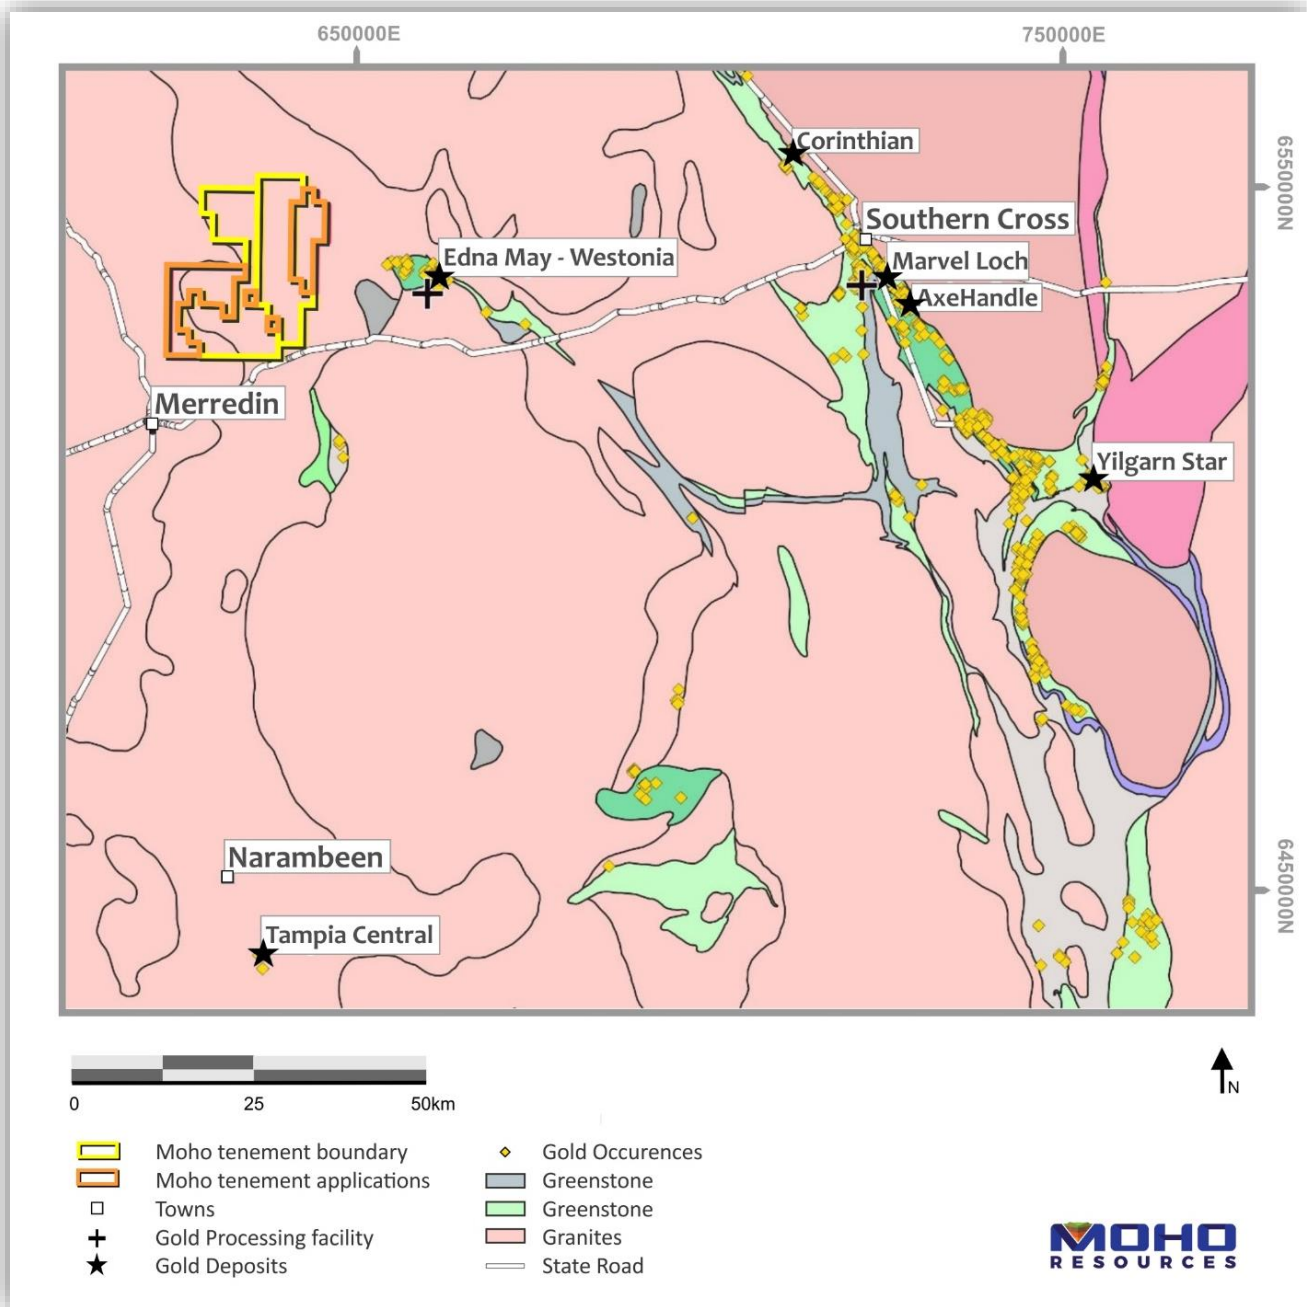 650000E
750000E
6550000N
6450000N
Corinthian
Southern Cross
Edna May - Westonia
Marvel Loch
AxeHandle
Merredin
Yilgarn Star
Narambeen
Tampia Central
0 25 50km
N
Moho tenement boundary
Moho tenement applications
Towns
Gold Processing facility
Gold Deposits
Gold Occurences
Greenstone
Greenstone
Granites
State Road
MOHO
RESOURCES